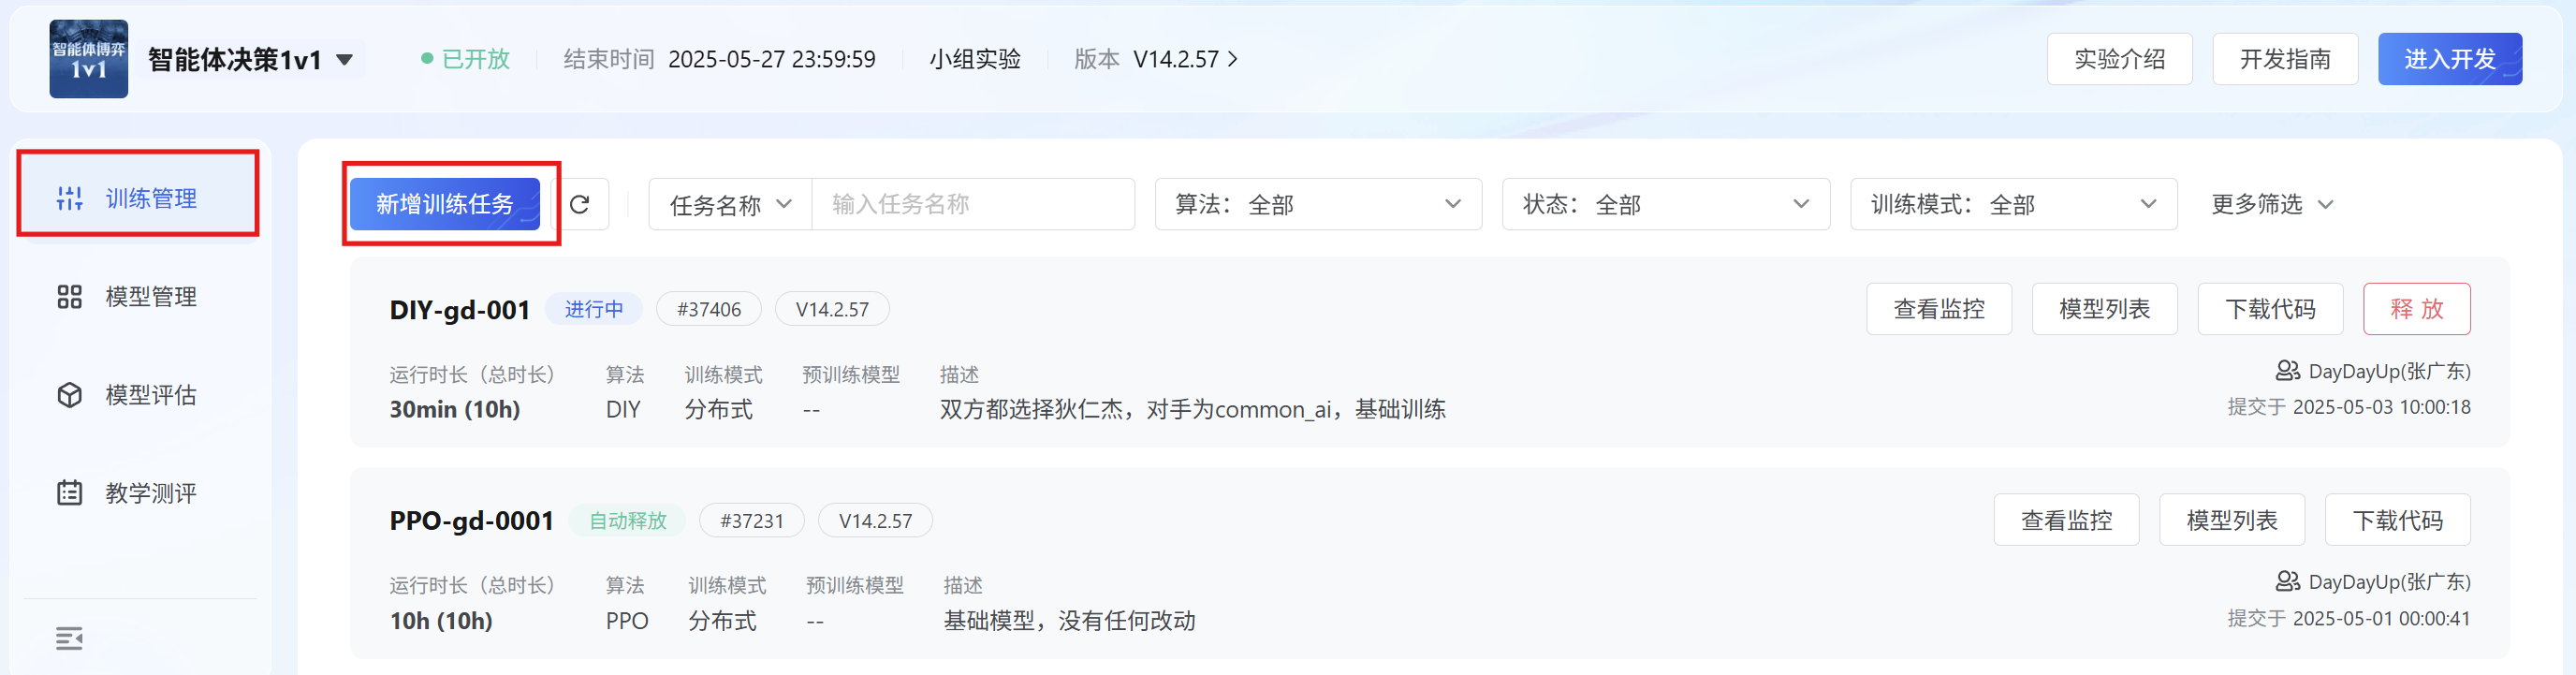 智能体博弈
1v1
智能体决策1v1
已开放
结束时间 2025-05-27 23:59:59
小组实验
版本 V14.2.57
实验介绍
开发指南
进入开发
训练管理
模型管理
模型评估
教学测评
新增训练任务
任务名称
输入任务名称
算法： 全部
状态： 全部
训练模式： 全部
更多筛选
DIY-gd-001 进行中 #37406 V14.2.57
查看监控 模型列表 下载代码 释 放
运行时长（总时长） 算法 训练模式 预训练模型 描述
30min (10h) DIY 分布式 -- 双方都选择狄仁杰，对手为common_ai，基础训练
DayDayUp(张广东)
提交于 2025-05-03 10:00:18
PPO-gd-0001 自动释放 #37231 V14.2.57
查看监控 模型列表 下载代码
运行时长（总时长） 算法 训练模式 预训练模型 描述
10h (10h) PPO 分布式 -- 基础模型，没有任何改动
DayDayUp(张广东)
提交于 2025-05-01 00:00:41